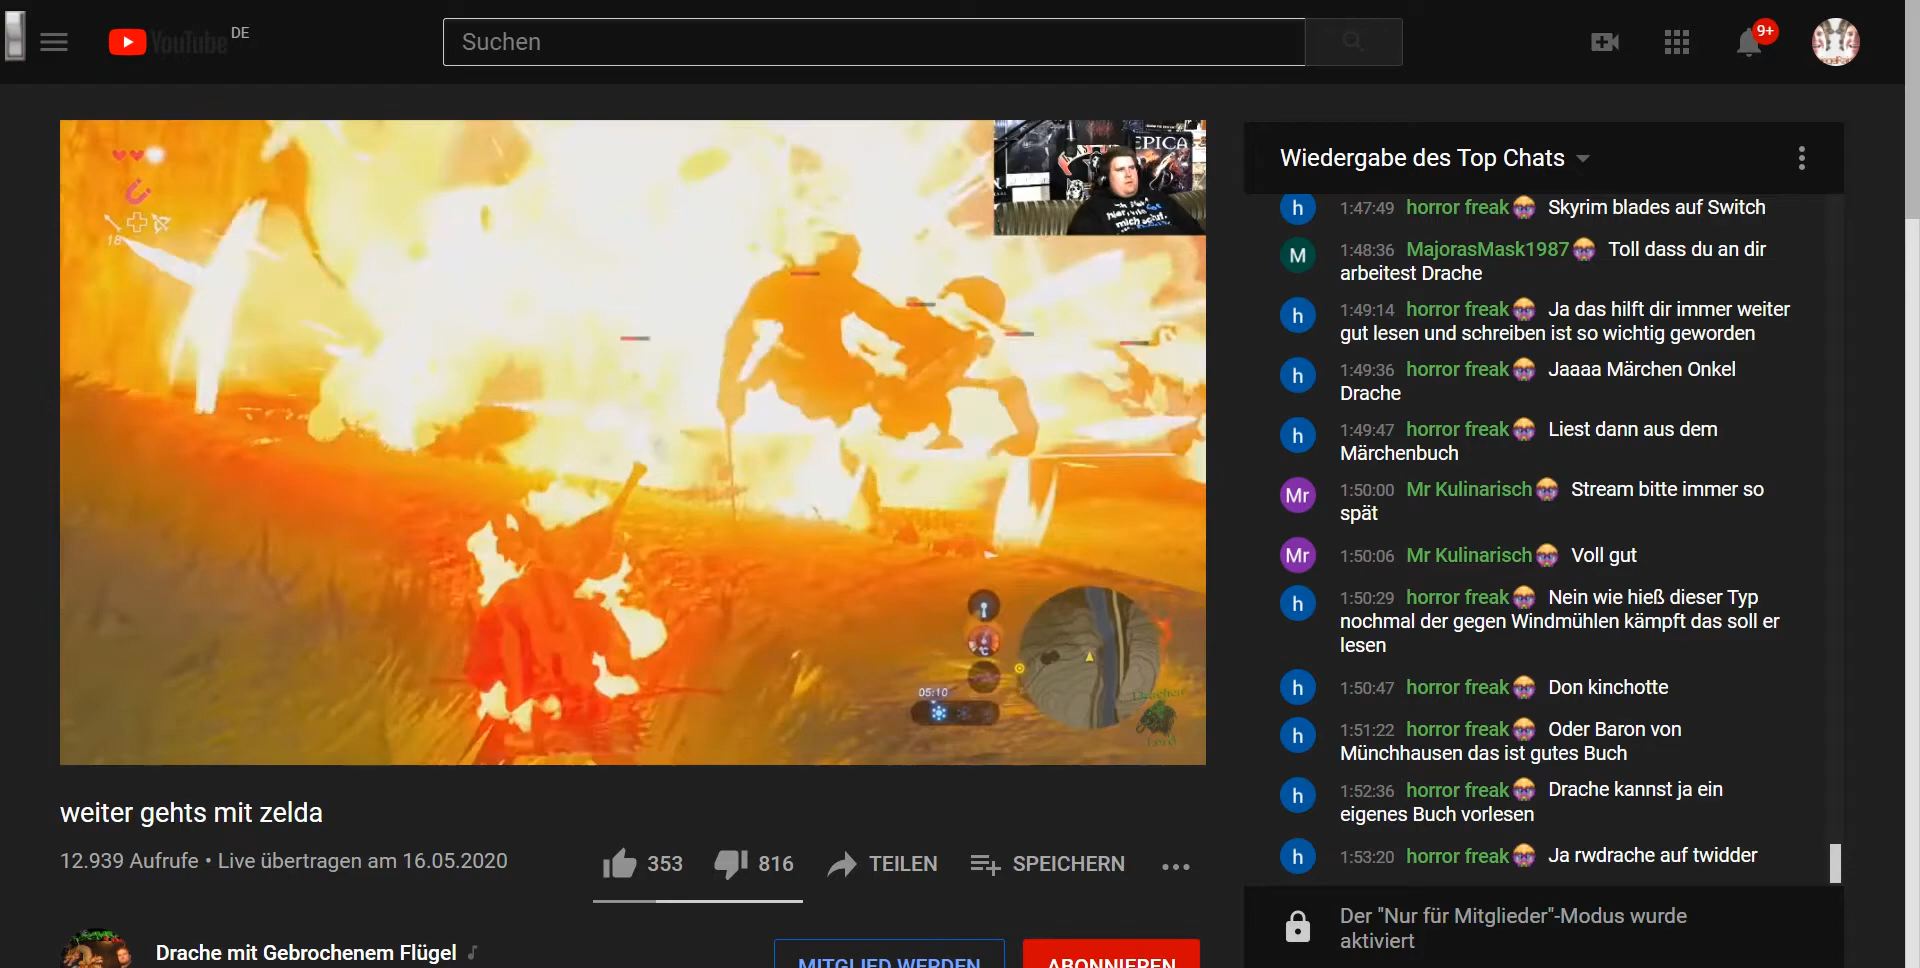 YouTube DE
Suchen
9+
18
EPICA
hier
mich
05:10
Drachen
Lord
weiter gehts mit zelda
12.939 Aufrufe • Live übertragen am 16.05.2020
353
816
TEILEN
SPEICHERN
Drache mit Gebrochenem Flügel
MITGLIED WERDEN
ABONNIEREN
Wiedergabe des Top Chats
h 1:47:49 horror freak Skyrim blades auf Switch
M 1:48:36 MajorasMask1987 Toll dass du an dir
arbeitest Drache
h 1:49:14 horror freak Ja das hilft dir immer weiter
gut lesen und schreiben ist so wichtig geworden
h 1:49:36 horror freak Jaaaa Märchen Onkel
Drache
h 1:49:47 horror freak Liest dann aus dem
Märchenbuch
Mr 1:50:00 Mr Kulinarisch Stream bitte immer so
spät
Mr 1:50:06 Mr Kulinarisch Voll gut
h 1:50:29 horror freak Nein wie hieß dieser Typ
nochmal der gegen Windmühlen kämpft das soll er
lesen
h 1:50:47 horror freak Don kinchotte
h 1:51:22 horror freak Oder Baron von
Münchhausen das ist gutes Buch
h 1:52:36 horror freak Drache kannst ja ein
eigenes Buch vorlesen
h 1:53:20 horror freak Ja rwdrache auf twidder
Der "Nur für Mitglieder"-Modus wurde
aktiviert